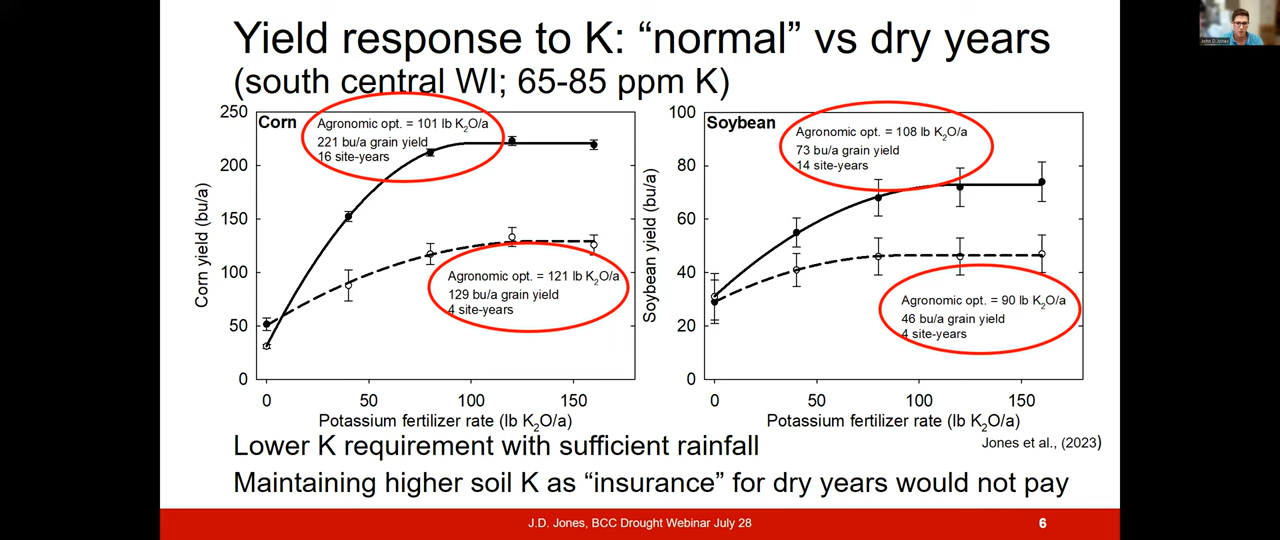 Yield response to K: “normal” vs dry years
(south central WI; 65-85 ppm K)
Corn
Agronomic opt. = 101 lb K2O/a
221 bu/a grain yield
16 site-years
Agronomic opt. = 121 lb K2O/a
129 bu/a grain yield
4 site-years
Corn yield (bu/a)
250
200
150
100
50
0
0 50 100 150
Potassium fertilizer rate (lb K2O/a)
Soybean
Agronomic opt. = 108 lb K2O/a
73 bu/a grain yield
14 site-years
Agronomic opt. = 90 lb K2O/a
46 bu/a grain yield
4 site-years
Soybean yield (bu/a)
100
80
60
40
20
0
0 50 100 150
Potassium fertilizer rate (lb K2O/a)
Lower K requirement with sufficient rainfall
Jones et al., (2023)
Maintaining higher soil K as “insurance” for dry years would not pay
J.D. Jones, BCC Drought Webinar July 28
6
John D Jones